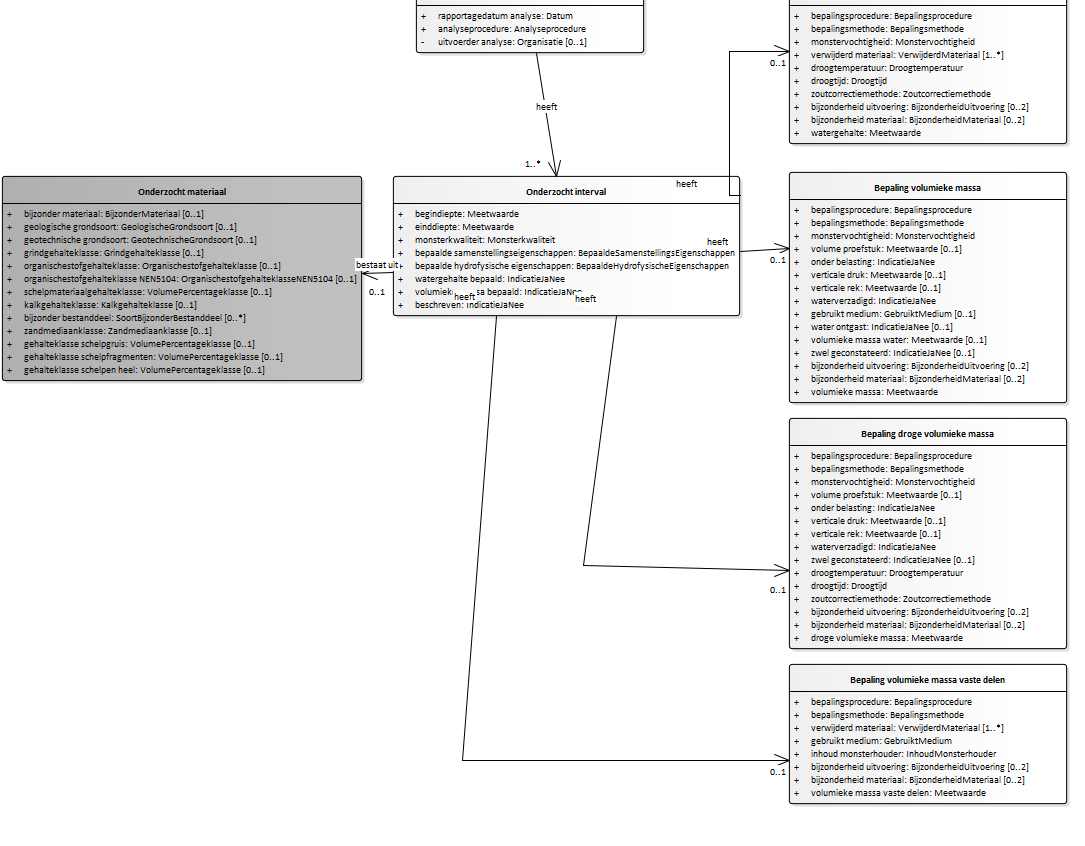 + rapportagedatum analyse: Datum
+ analyseprocedure: Analyseprocedure
- uitvoerder analyse: Organisatie [0..1]
heeft
1..*
+ bepalingsprocedure: Bepalingsprocedure
+ bepalingsmethode: Bepalingsmethode
+ monstervochtigheid: Monstervochtigheid
+ verwijderd materiaal: VerwijderdMateriaal [1..*]
+ droogtemperatuur: Droogtemperatuur
+ droogtijd: Droogtijd
+ zoutcorrectiemethode: Zoutcorrectiemethode
+ bijzonderheid uitvoering: BijzonderheidUitvoering [0..2]
+ bijzonderheid materiaal: BijzonderheidMateriaal [0..2]
+ watergehalte: Meetwaarde
0..1
Onderzocht materiaal
+ bijzonder materiaal: BijzonderMateriaal [0..1]
+ geologische grondsoort: GeologischeGrondsoort [0..1]
+ geotechnische grondsoort: GeotechnischeGrondsoort [0..1]
+ grindgehalteklasse: Grindgehalteklasse [0..1]
+ organischestofgehalteklasse: Organischestofgehalteklasse [0..1]
+ organischestofgehalteklasse NEN5104: OrganischestofgehalteklasseNEN5104 [0..1]
+ schelpmateriaalgehalteklasse: VolumePercentageklasse [0..1]
+ kalkgehalteklasse: Kalkgehalteklasse [0..1]
+ bijzonder bestanddeel: SoortBijzonderBestanddeel [0..*]
+ zandmediaanklasse: Zandmediaanklasse [0..1]
+ gehalteklasse schelpgruis: VolumePercentageklasse [0..1]
+ gehalteklasse schelpfragmenten: VolumePercentageklasse [0..1]
+ gehalteklasse schelpen heel: VolumePercentageklasse [0..1]
bestaat uit
0..1
Onderzocht interval
heeft
+ begindiepte: Meetwaarde
+ einddiepte: Meetwaarde
+ monsterkwaliteit: Monsterkwaliteit
+ bepaalde samenstellingseigenschappen: BepaaldeSamenstellingsEigenschappen
+ bepaalde hydrofysische eigenschappen: BepaaldeHydrofysischeEigenschappen
+ watergehalte bepaald: IndicatieJaNee
+ sa bepaald: IndicatieJaNee
+ beschreven: IndicatieJaNee
heeft
heeft
heeft
0..1
Bepaling volumieke massa
+ bepalingsprocedure: Bepalingsprocedure
+ bepalingsmethode: Bepalingsmethode
+ monstervochtigheid: Monstervochtigheid
+ volume proefstuk: Meetwaarde [0..1]
+ onder belasting: IndicatieJaNee
+ verticale druk: Meetwaarde [0..1]
+ verticale rek: Meetwaarde [0..1]
+ waterverzadigd: IndicatieJaNee
+ gebruikt medium: GebruiktMedium [0..1]
+ water ontgast: IndicatieJaNee [0..1]
+ volumieke massa water: Meetwaarde [0..1]
+ zwel geconstateerd: IndicatieJaNee [0..1]
+ bijzonderheid uitvoering: BijzonderheidUitvoering [0..2]
+ bijzonderheid materiaal: BijzonderheidMateriaal [0..2]
+ volumieke massa: Meetwaarde
Bepaling droge volumieke massa
+ bepalingsprocedure: Bepalingsprocedure
+ bepalingsmethode: Bepalingsmethode
+ monstervochtigheid: Monstervochtigheid
+ volume proefstuk: Meetwaarde [0..1]
+ onder belasting: IndicatieJaNee
+ verticale druk: Meetwaarde [0..1]
+ verticale rek: Meetwaarde [0..1]
+ waterverzadigd: IndicatieJaNee
+ zwel geconstateerd: IndicatieJaNee [0..1]
+ droogtemperatuur: Droogtemperatuur
+ droogtijd: Droogtijd
+ zoutcorrectiemethode: Zoutcorrectiemethode
+ bijzonderheid uitvoering: BijzonderheidUitvoering [0..2]
+ bijzonderheid materiaal: BijzonderheidMateriaal [0..2]
+ droge volumieke massa: Meetwaarde
0..1
Bepaling volumieke massa vaste delen
+ bepalingsprocedure: Bepalingsprocedure
+ bepalingsmethode: Bepalingsmethode
+ verwijderd materiaal: VerwijderdMateriaal [1..*]
+ gebruikt medium: GebruiktMedium
+ inhoud monsterhouder: InhoudMonsterhouder
+ bijzonderheid uitvoering: BijzonderheidUitvoering [0..2]
+ bijzonderheid materiaal: BijzonderheidMateriaal [0..2]
+ volumieke massa vaste delen: Meetwaarde
0..1